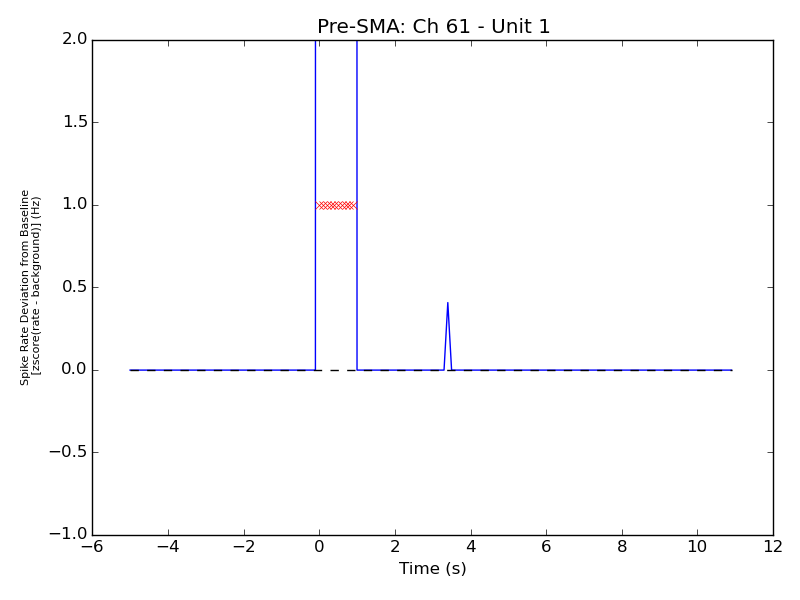 Pre-SMA: Ch 61 - Unit 1
2.0
1.5
1.0
0.5
0.0
−0.5
−1.0
Spike Rate Deviation from Baseline
[zscore(rate - background)] (Hz)
−6 −4 −2 0 2 4 6 8 10 12
Time (s)